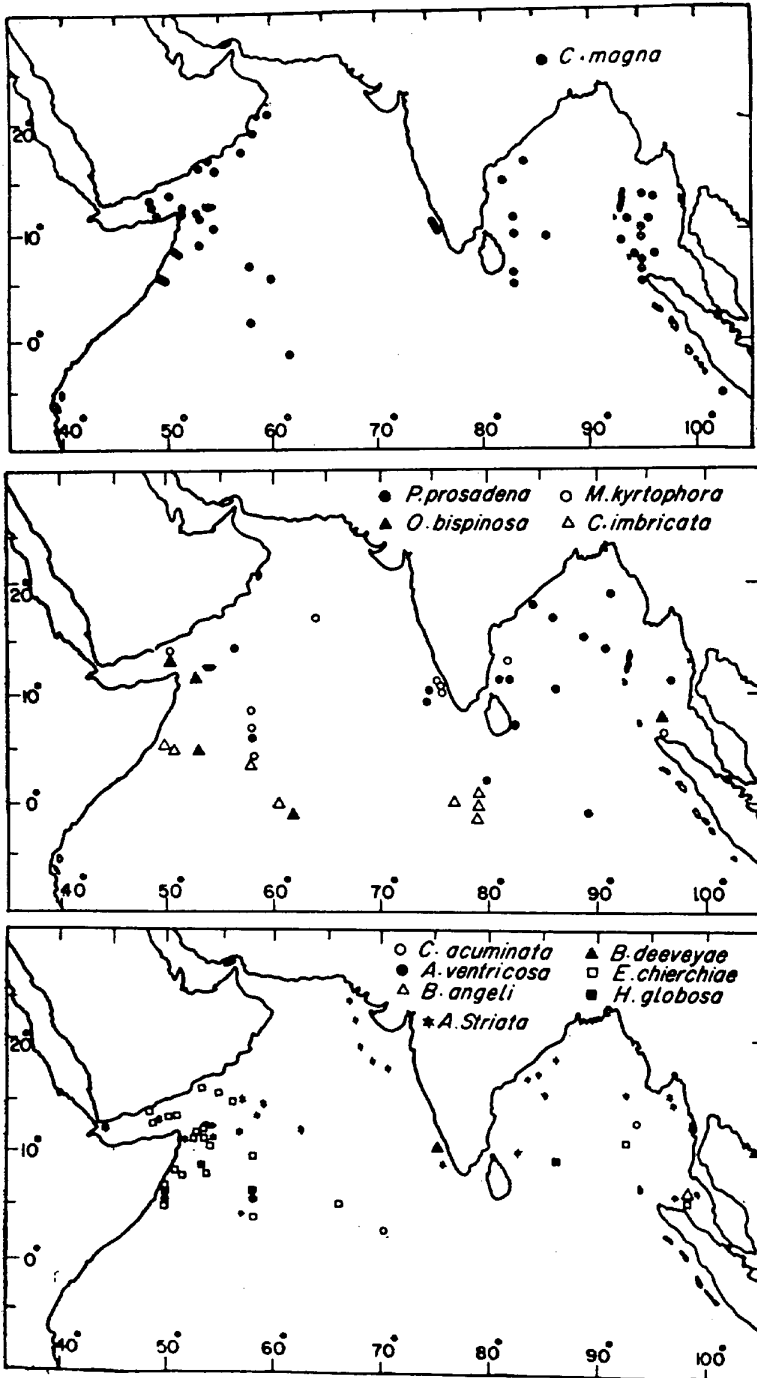 ● C. magna
20°
10°
0°
40° 50° 60° 70° 80° 90° 100°
● P. prosadena ○ M. kyrtophora
▲ O. bispinosa △ C. imbricata
20°
10°
0°
40° 50° 60° 70° 80° 90° 100°
○ C. acuminata ▲ B. deeveyae
● A. ventricosa □ E. chierchiae
△ B. angeli ■ H. globosa
✶ A. Striata
20°
10°
0°
40° 50° 60° 70° 80° 90° 100°